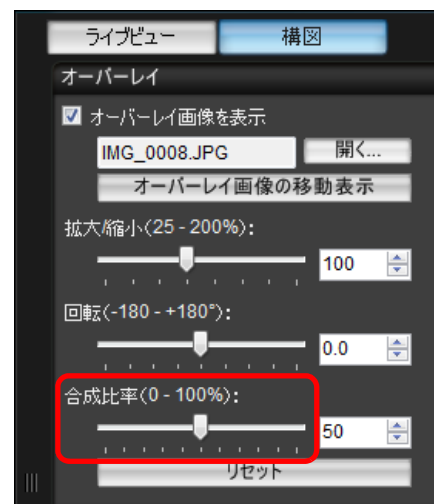 ライブビュー 構図
オーバーレイ
オーバーレイ画像を表示
IMG_0008.JPG 開く...
オーバーレイ画像の移動表示
拡大/縮小(25 - 200%):
100
回転(-180 - +180°):
0.0
合成比率(0 - 100%):
50
リセット